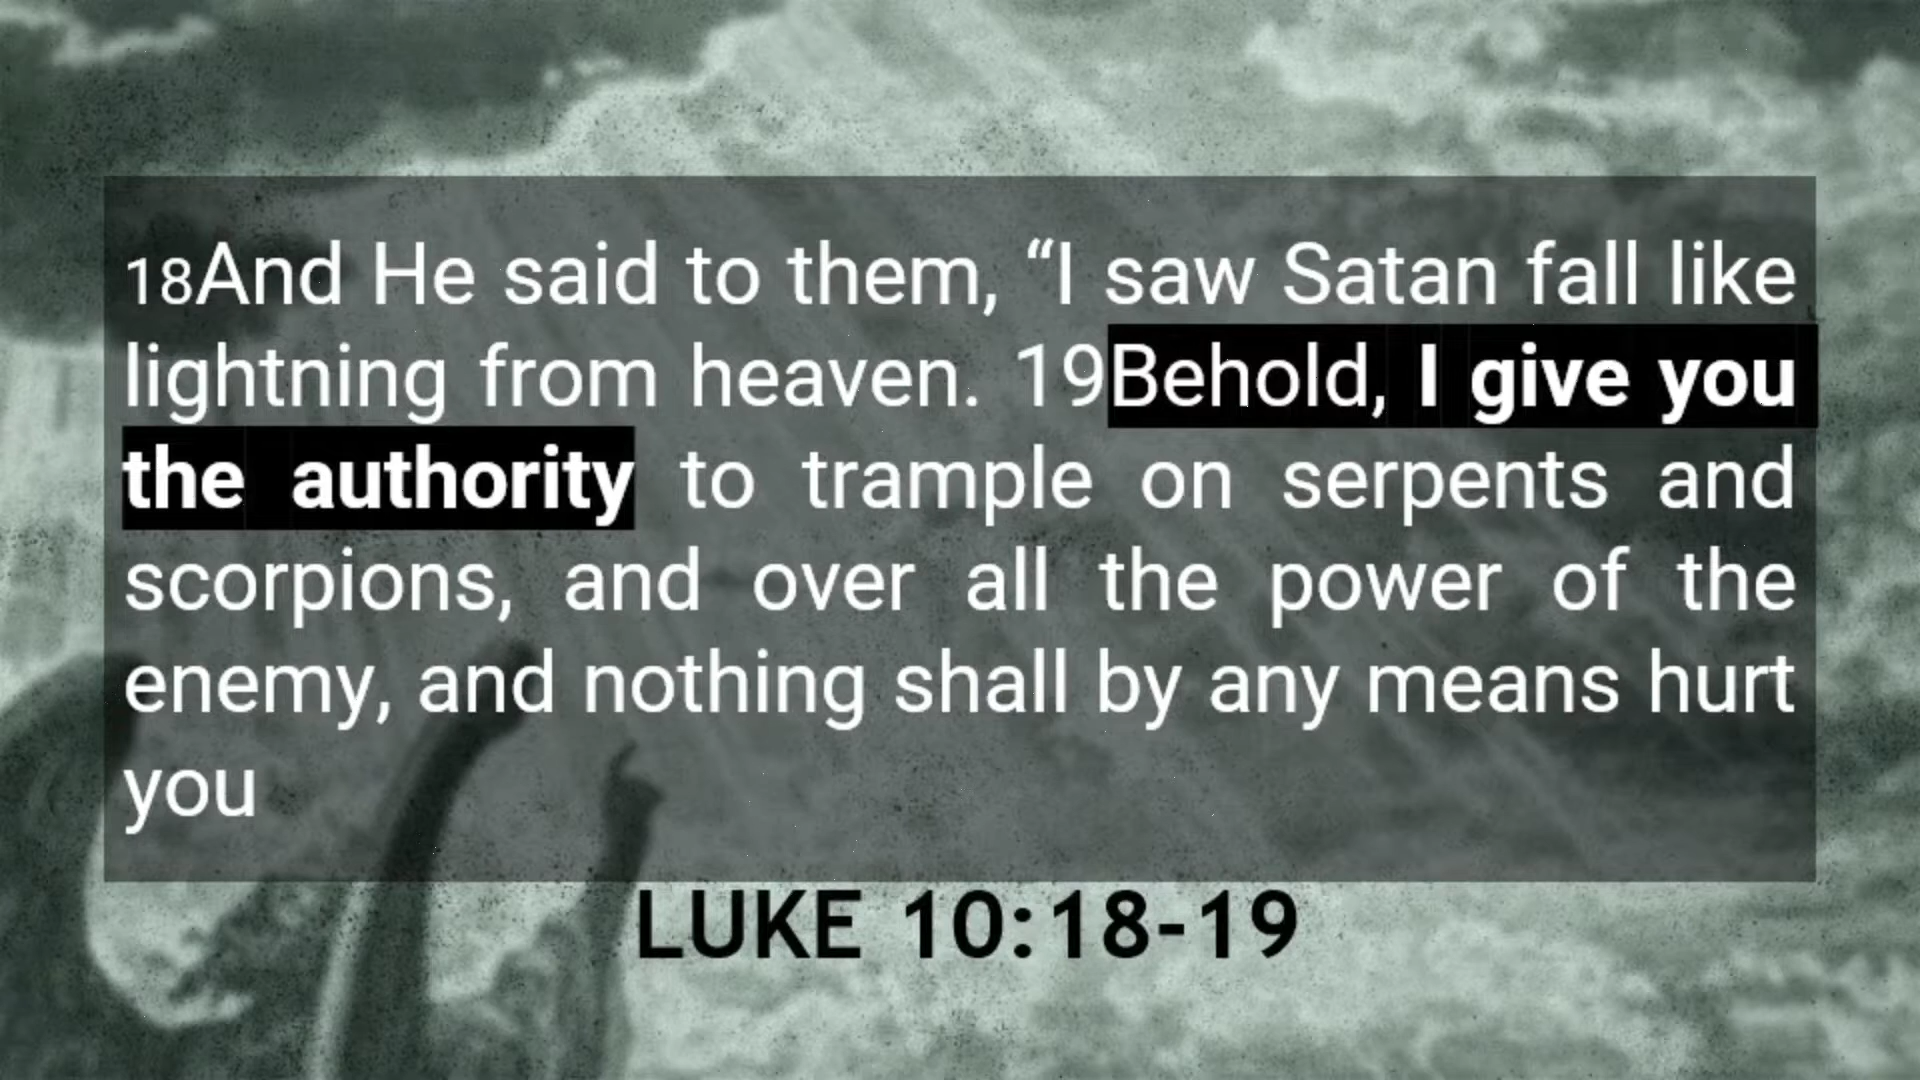 18And He said to them, “I saw Satan fall like
lightning from heaven. 19Behold, I give you
the authority to trample on serpents and
scorpions, and over all the power of the
enemy, and nothing shall by any means hurt
you
LUKE 10:18-19